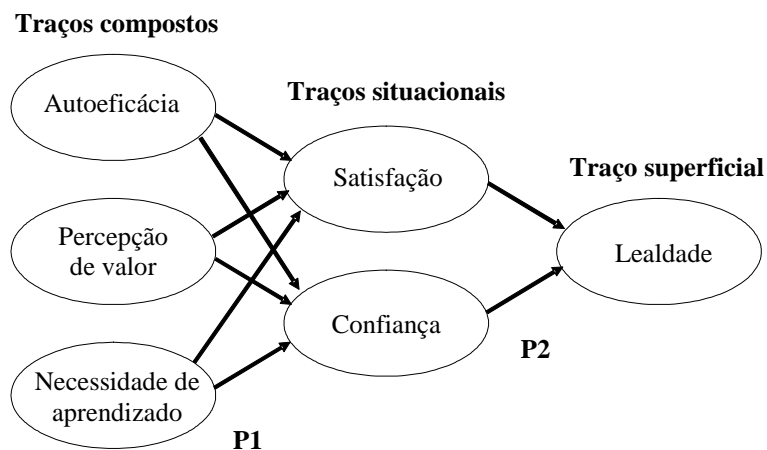 Traços compostos
Autoeficácia
Traços situacionais
Satisfação
Traço superficial
Percepção
de valor
Lealdade
Confiança
P2
Necessidade de
aprendizado
P1